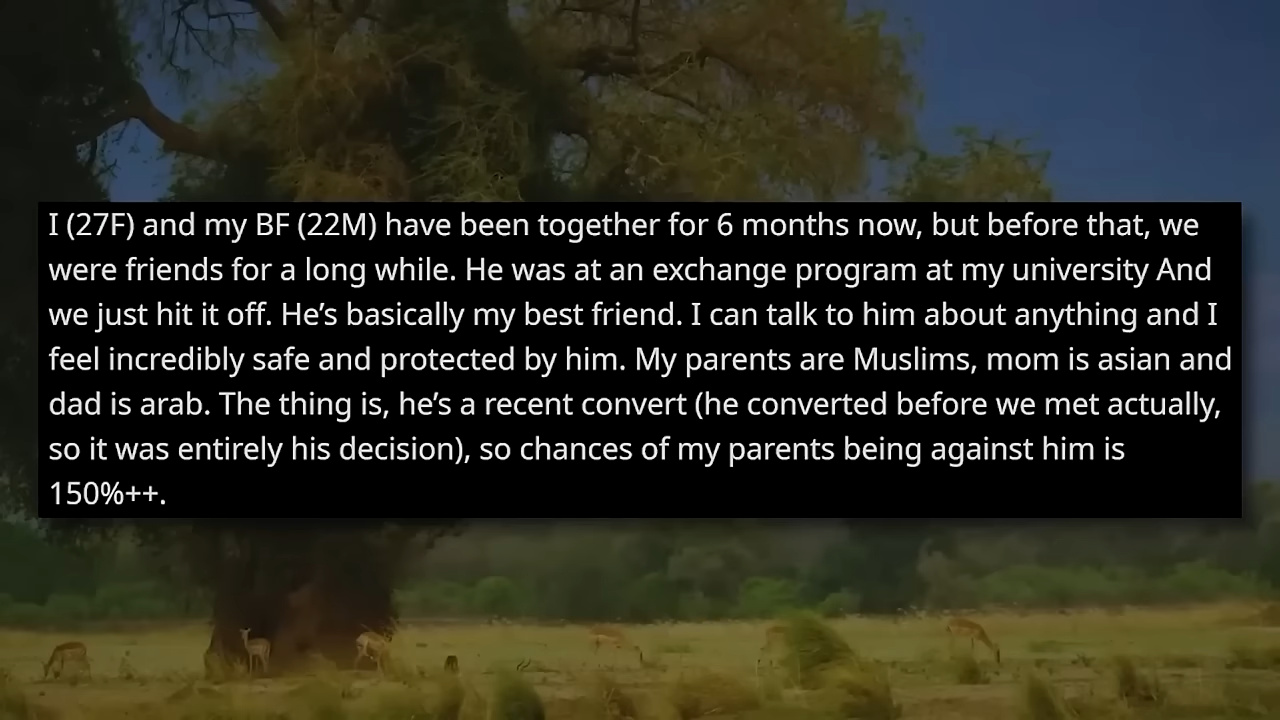 I (27F) and my BF (22M) have been together for 6 months now, but before that, we
were friends for a long while. He was at an exchange program at my university And
we just hit it off. He’s basically my best friend. I can talk to him about anything and I
feel incredibly safe and protected by him. My parents are Muslims, mom is asian and
dad is arab. The thing is, he’s a recent convert (he converted before we met actually,
so it was entirely his decision), so chances of my parents being against him is
150%++.